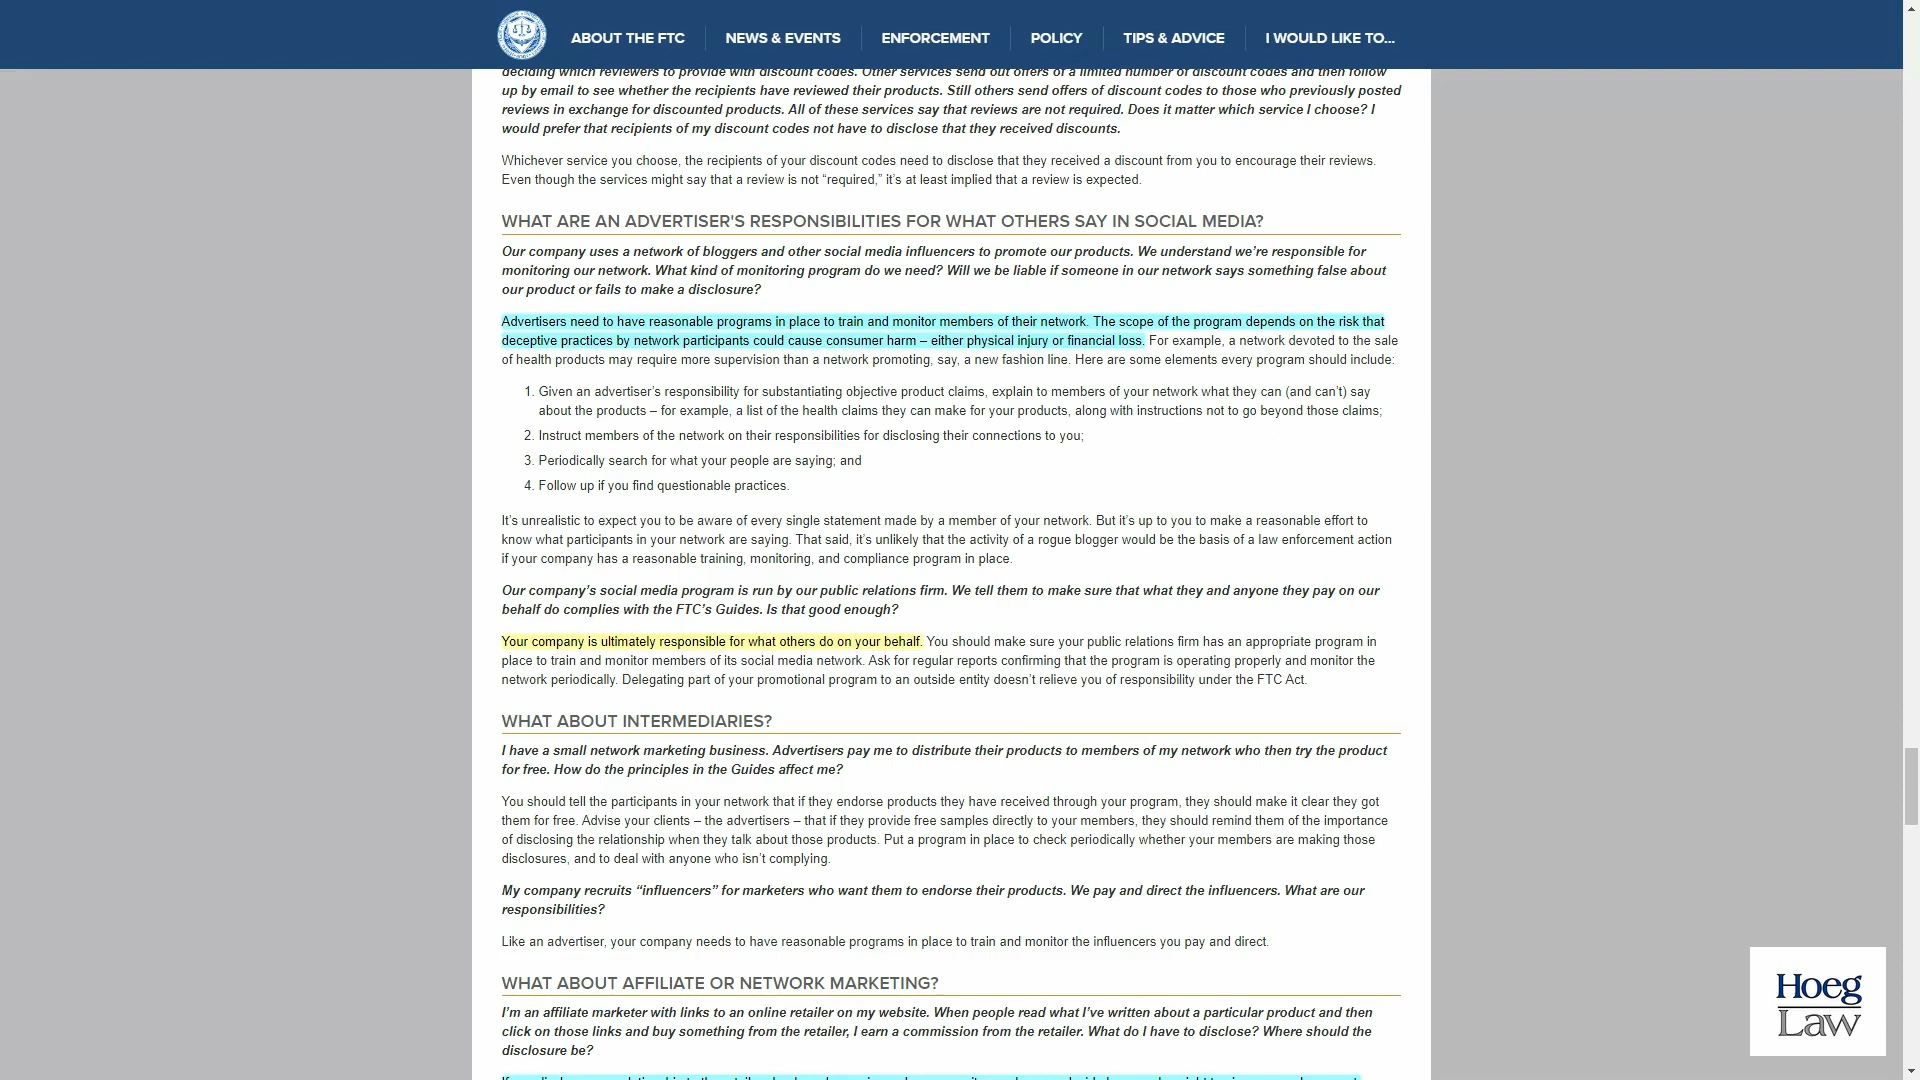 ABOUT THE FTC NEWS & EVENTS ENFORCEMENT POLICY TIPS & ADVICE I WOULD LIKE TO...
deciding which reviewers to provide with discount codes. Other services send out offers of a limited number of discount codes and then follow
up by email to see whether the recipients have reviewed their products. Still others send offers of discount codes to those who previously posted
reviews in exchange for discounted products. All of these services say that reviews are not required. Does it matter which service I choose? I
would prefer that recipients of my discount codes not have to disclose that they received discounts.
Whichever service you choose, the recipients of your discount codes need to disclose that they received a discount from you to encourage their reviews.
Even though the services might say that a review is not “required,” it’s at least implied that a review is expected.
WHAT ARE AN ADVERTISER'S RESPONSIBILITIES FOR WHAT OTHERS SAY IN SOCIAL MEDIA?
Our company uses a network of bloggers and other social media influencers to promote our products. We understand we’re responsible for
monitoring our network. What kind of monitoring program do we need? Will we be liable if someone in our network says something false about
our product or fails to make a disclosure?
Advertisers need to have reasonable programs in place to train and monitor members of their network. The scope of the program depends on the risk that
deceptive practices by network participants could cause consumer harm – either physical injury or financial loss. For example, a network devoted to the sale
of health products may require more supervision than a network promoting, say, a new fashion line. Here are some elements every program should include:
1. Given an advertiser’s responsibility for substantiating objective product claims, explain to members of your network what they can (and can’t) say
about the products – for example, a list of the health claims they can make for your products, along with instructions not to go beyond those claims;
2. Instruct members of the network on their responsibilities for disclosing their connections to you;
3. Periodically search for what your people are saying; and
4. Follow up if you find questionable practices.
It’s unrealistic to expect you to be aware of every single statement made by a member of your network. But it’s up to you to make a reasonable effort to
know what participants in your network are saying. That said, it’s unlikely that the activity of a rogue blogger would be the basis of a law enforcement action
if your company has a reasonable training, monitoring, and compliance program in place.
Our company’s social media program is run by our public relations firm. We tell them to make sure that what they and anyone they pay on our
behalf do complies with the FTC’s Guides. Is that good enough?
Your company is ultimately responsible for what others do on your behalf. You should make sure your public relations firm has an appropriate program in
place to train and monitor members of its social media network. Ask for regular reports confirming that the program is operating properly and monitor the
network periodically. Delegating part of your promotional program to an outside entity doesn’t relieve you of responsibility under the FTC Act.
WHAT ABOUT INTERMEDIARIES?
I have a small network marketing business. Advertisers pay me to distribute their products to members of my network who then try the product
for free. How do the principles in the Guides affect me?
You should tell the participants in your network that if they endorse products they have received through your program, they should make it clear they got
them for free. Advise your clients – the advertisers – that if they provide free samples directly to your members, they should remind them of the importance
of disclosing the relationship when they talk about those products. Put a program in place to check periodically whether your members are making those
disclosures, and to deal with anyone who isn’t complying.
My company recruits “influencers” for marketers who want them to endorse their products. We pay and direct the influencers. What are our
responsibilities?
Like an advertiser, your company needs to have reasonable programs in place to train and monitor the influencers you pay and direct.
WHAT ABOUT AFFILIATE OR NETWORK MARKETING?
I’m an affiliate marketer with links to an online retailer on my website. When people read what I’ve written about a particular product and then
click on those links and buy something from the retailer, I earn a commission from the retailer. What do I have to disclose? Where should the
disclosure be?
Hoeg
Law